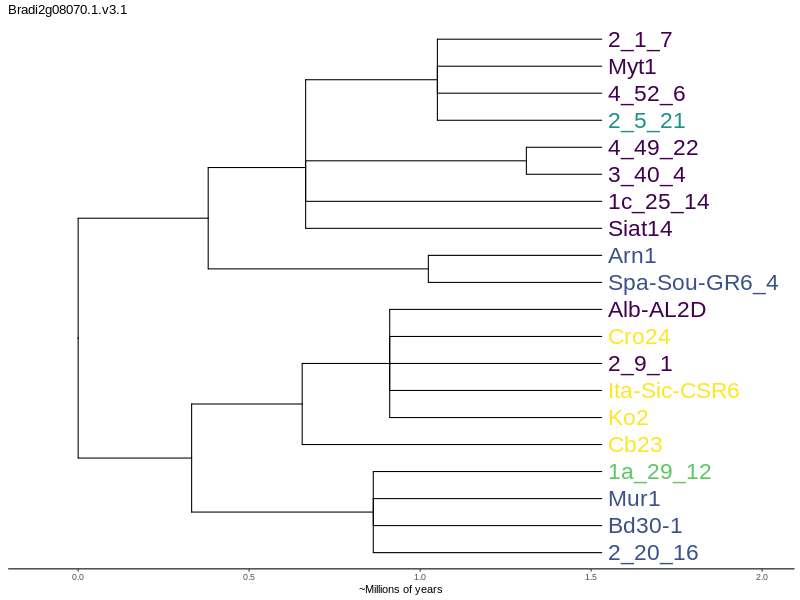 Bradi2g08070.1.v3.1
2_1_7
Myt1
4_52_6
2_5_21
4_49_22
3_40_4
1c_25_14
Siat14
Arn1
Spa-Sou-GR6_4
Alb-AL2D
Cro24
2_9_1
Ita-Sic-CSR6
Ko2
Cb23
1a_29_12
Mur1
Bd30-1
2_20_16
0.0 0.5 1.0 1.5 2.0
~Millions of years